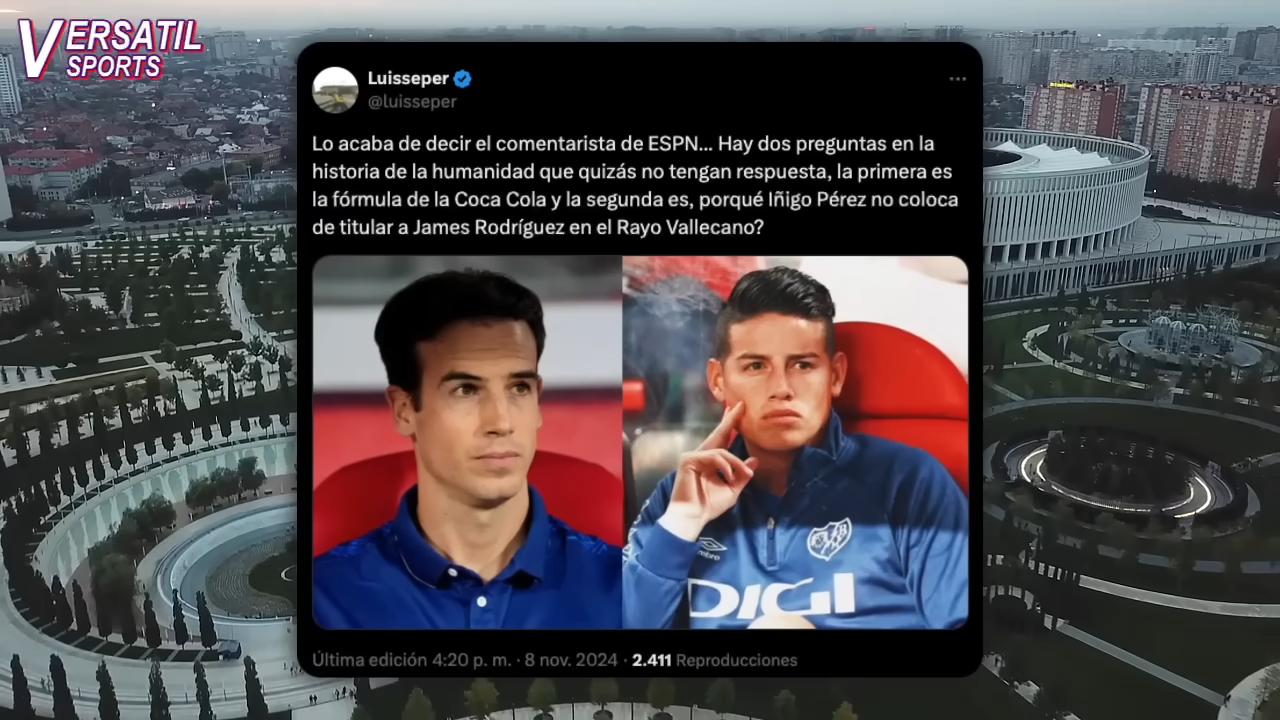 VERSATIL
SPORTS
Luisseper
@luisseper
Lo acaba de decir el comentarista de ESPN... Hay dos preguntas en la
historia de la humanidad que quizás no tengan respuesta, la primera es
la fórmula de la Coca Cola y la segunda es, porqué Iñigo Pérez no coloca
de titular a James Rodríguez en el Rayo Vallecano?
umbro
DIGI
Última edición 4:20 p. m. · 8 nov. 2024 · 2.411 Reproducciones